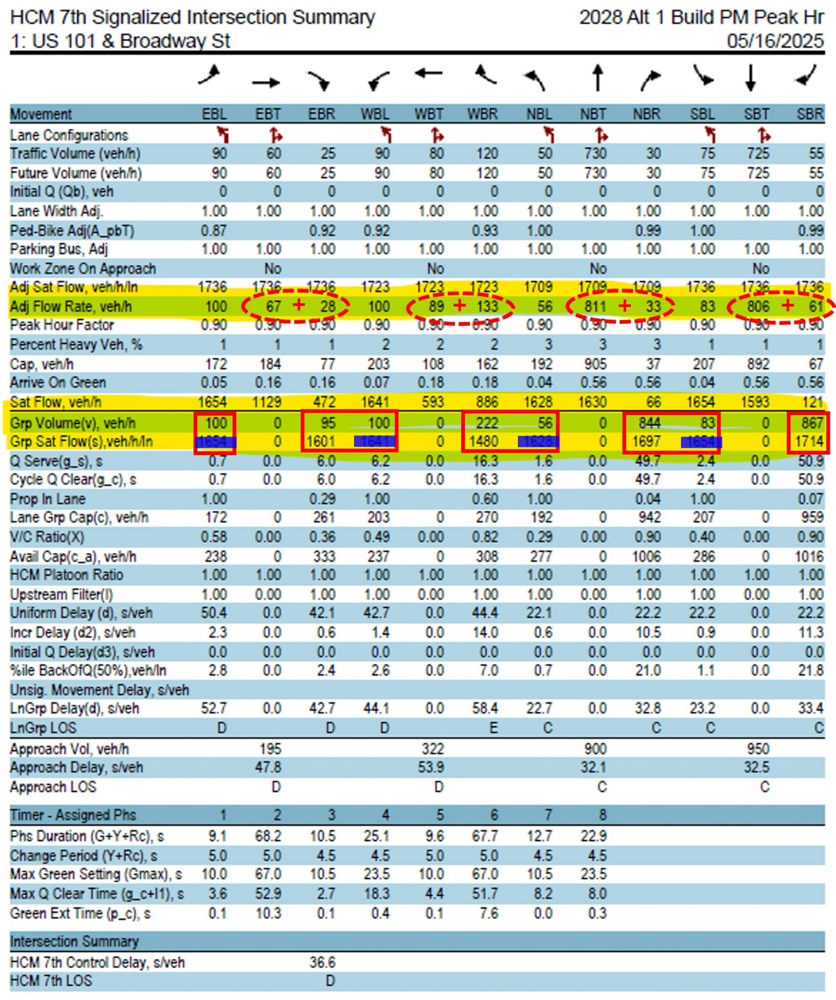 HCM 7th Signalized Intersection Summary 2028 Alt 1 Build PM Peak Hr
1: US 101 & Broadway St 05/16/2025
Movement EBL EBT EBR WBL WBT WBR NBL NBT NBR SBL SBT SBR
Lane Configurations
Traffic Volume (veh/h) 90 60 25 90 80 120 50 730 30 75 725 55
Future Volume (veh/h) 90 60 25 90 80 120 50 730 30 75 725 55
Initial Q (Qb), veh 0 0 0 0 0 0 0 0 0 0 0 0
Lane Width Adj. 1.00 1.00 1.00 1.00 1.00 1.00 1.00 1.00 1.00 1.00 1.00 1.00
Ped-Bike Adj(A_pbT) 0.87 0.92 0.92 0.93 1.00 0.99 1.00 0.99
Parking Bus, Adj 1.00 1.00 1.00 1.00 1.00 1.00 1.00 1.00 1.00 1.00 1.00 1.00
Work Zone On Approach No No No No
Adj Sat Flow, veh/h/ln 1736 1736 1736 1723 1723 1723 1709 1709 1709 1736 1736 1736
Adj Flow Rate, veh/h 100 67 + 28 100 89 + 133 56 811 + 33 83 806 + 61
Peak Hour Factor 0.90 0.90 0.90 0.90 0.90 0.90 0.90 0.90 0.90 0.90 0.90 0.90
Percent Heavy Veh, % 1 1 1 2 2 2 3 3 3 1 1 1
Cap, veh/h 172 184 77 203 108 162 192 905 37 207 892 67
Arrive On Green 0.05 0.16 0.16 0.07 0.18 0.18 0.04 0.56 0.56 0.04 0.56 0.56
Sat Flow, veh/h 1654 1129 472 1641 593 886 1628 1630 66 1654 1593 121
Grp Volume(v), veh/h 100 0 95 100 0 222 56 0 844 83 0 867
Grp Sat Flow(s),veh/h/ln 1654 0 1601 1641 0 1480 1628 0 1697 1654 0 1714
Q Serve(g_s), s 0.7 0.0 6.0 6.2 0.0 16.3 1.6 0.0 49.7 2.4 0.0 50.9
Cycle Q Clear(g_c), s 0.7 0.0 6.0 6.2 0.0 16.3 1.6 0.0 49.7 2.4 0.0 50.9
Prop In Lane 1.00 0.29 1.00 0.60 1.00 0.04 1.00 0.07
Lane Grp Cap(c), veh/h 172 0 261 203 0 270 192 0 942 207 0 959
V/C Ratio(X) 0.58 0.00 0.36 0.49 0.00 0.82 0.29 0.00 0.90 0.40 0.00 0.90
Avail Cap(c_a), veh/h 238 0 333 237 0 308 277 0 1006 286 0 1016
HCM Platoon Ratio 1.00 1.00 1.00 1.00 1.00 1.00 1.00 1.00 1.00 1.00 1.00 1.00
Upstream Filter(I) 1.00 0.00 1.00 1.00 0.00 1.00 1.00 0.00 1.00 1.00 0.00 1.00
Uniform Delay (d), s/veh 50.4 0.0 42.1 42.7 0.0 44.4 22.1 0.0 22.2 22.2 0.0 22.2
Incr Delay (d2), s/veh 2.3 0.0 0.6 1.4 0.0 14.0 0.6 0.0 10.5 0.9 0.0 11.3
Initial Q Delay(d3), s/veh 0.0 0.0 0.0 0.0 0.0 0.0 0.0 0.0 0.0 0.0 0.0 0.0
%ile BackOfQ(50%),veh/ln 2.8 0.0 2.4 2.6 0.0 7.0 0.7 0.0 21.0 1.1 0.0 21.8
Unsig. Movement Delay, s/veh
LnGrp Delay(d), s/veh 52.7 0.0 42.7 44.1 0.0 58.4 22.7 0.0 32.8 23.2 0.0 33.4
LnGrp LOS D D D E C C C C
Approach Vol, veh/h 195 322 900 950
Approach Delay, s/veh 47.8 53.9 32.1 32.5
Approach LOS D D C C
Timer - Assigned Phs 1 2 3 4 5 6 7 8
Phs Duration (G+Y+Rc), s 9.1 68.2 10.5 25.1 9.6 67.7 12.7 22.9
Change Period (Y+Rc), s 5.0 5.0 4.5 4.5 5.0 5.0 4.5 4.5
Max Green Setting (Gmax), s 10.0 67.0 10.5 23.5 10.0 67.0 10.5 23.5
Max Q Clear Time (g_c+I1), s 3.6 52.9 2.7 18.3 4.4 51.7 8.2 8.0
Green Ext Time (p_c), s 0.1 10.3 0.1 0.4 0.1 7.6 0.0 0.3
Intersection Summary
HCM 7th Control Delay, s/veh 36.6
HCM 7th LOS D